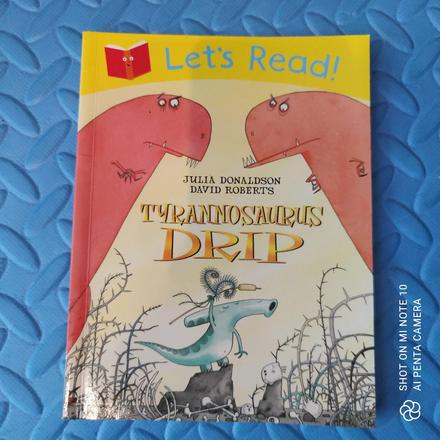 Let's Read!
JULIA DONALDSON
DAVID ROBERTS
TYRANNOSAURUS
DRIP
SHOT ON MI NOTE 10
AI PENTA CAMERA